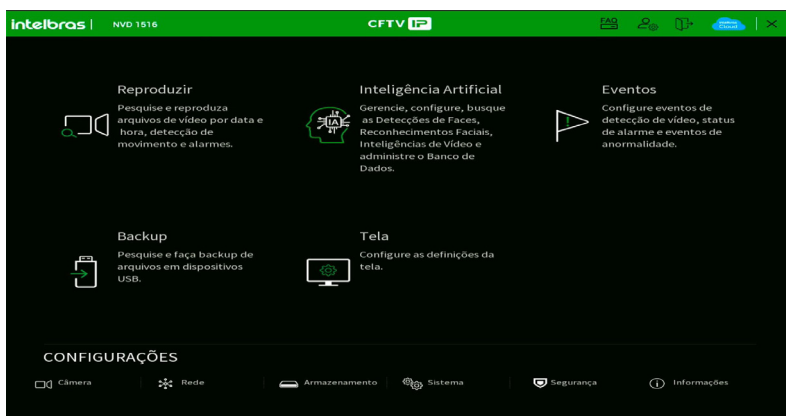 intelbras | NVD 1516
CFTV IP
FAQ
intelbras Cloud
Reproduzir
Pesquise e reproduza
arquivos de vídeo por data e
hora, detecção de
movimento e alarmes.
Inteligência Artificial
Gerencie, configure, busque
as Detecções de Faces,
Reconhecimentos Faciais,
Inteligências de Vídeo e
administre o Banco de
Dados.
IA
Eventos
Configure eventos de
detecção de vídeo, status
de alarme e eventos de
anormalidade.
Backup
Pesquise e faça backup de
arquivos em dispositivos
USB.
Tela
Configure as definições da
tela.
CONFIGURAÇÕES
Câmera
Rede
Armazenamento
Sistema
Segurança
Informações